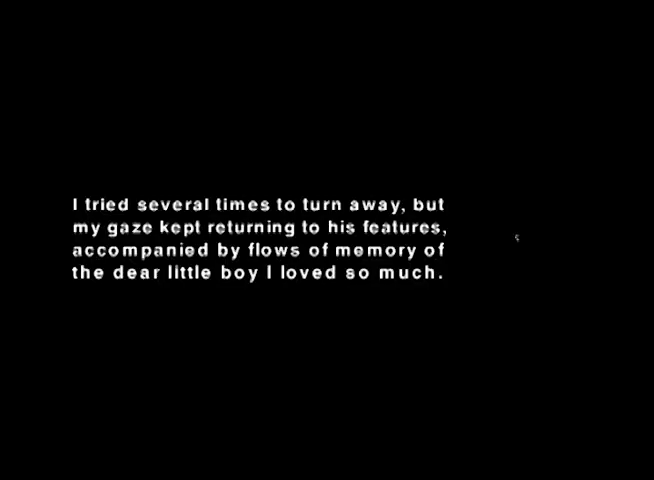 I tried several times to turn away, but
my gaze kept returning to his features,
accompanied by flows of memory of
the dear little boy I loved so much.